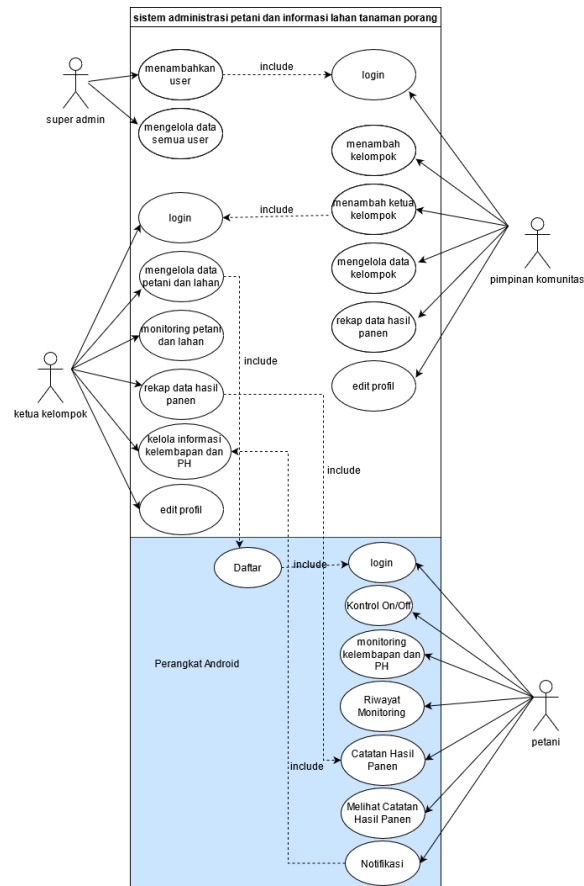 sistem administrasi petani dan informasi lahan tanaman porang
menambahkan
user
include
login
super admin
mengelola data
semua user
menambah
kelompok
login
include
menambah ketua
kelompok
mengelola data
petani dan lahan
mengelola data
kelompok
pimpinan komunitas
monitoring petani
dan lahan
rekap data hasil
panen
include
ketua kelompok
rekap data hasil
panen
edit profil
kelola informasi
kelembapan dan
PH
include
edit profil
Daftar
include
login
Kontrol On/Off
monitoring
kelembapan dan
PH
Perangkat Android
Riwayat
Monitoring
petani
include
Catatan Hasil
Panen
Melihat Catatan
Hasil Panen
Notifikasi